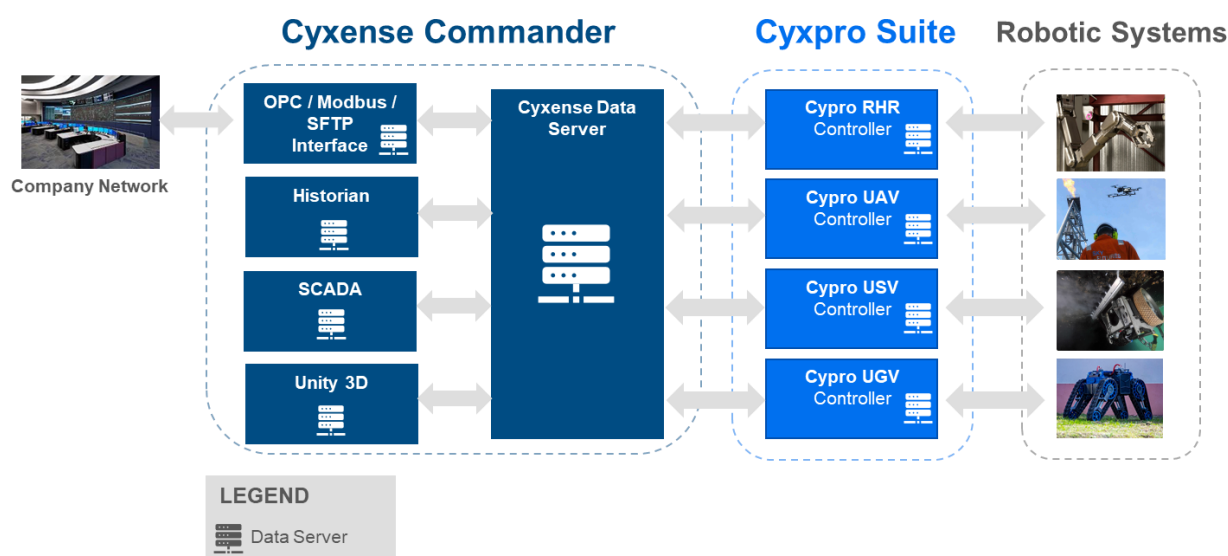 Cyxense Commander
Cyxpro Suite
Robotic Systems
Company Network
OPC / Modbus /
SFTP
Interface
Historian
SCADA
Unity 3D
Cyxense Data
Server
Cypro RHR
Controller
Cypro UAV
Controller
Cypro USV
Controller
Cypro UGV
Controller
LEGEND
Data Server